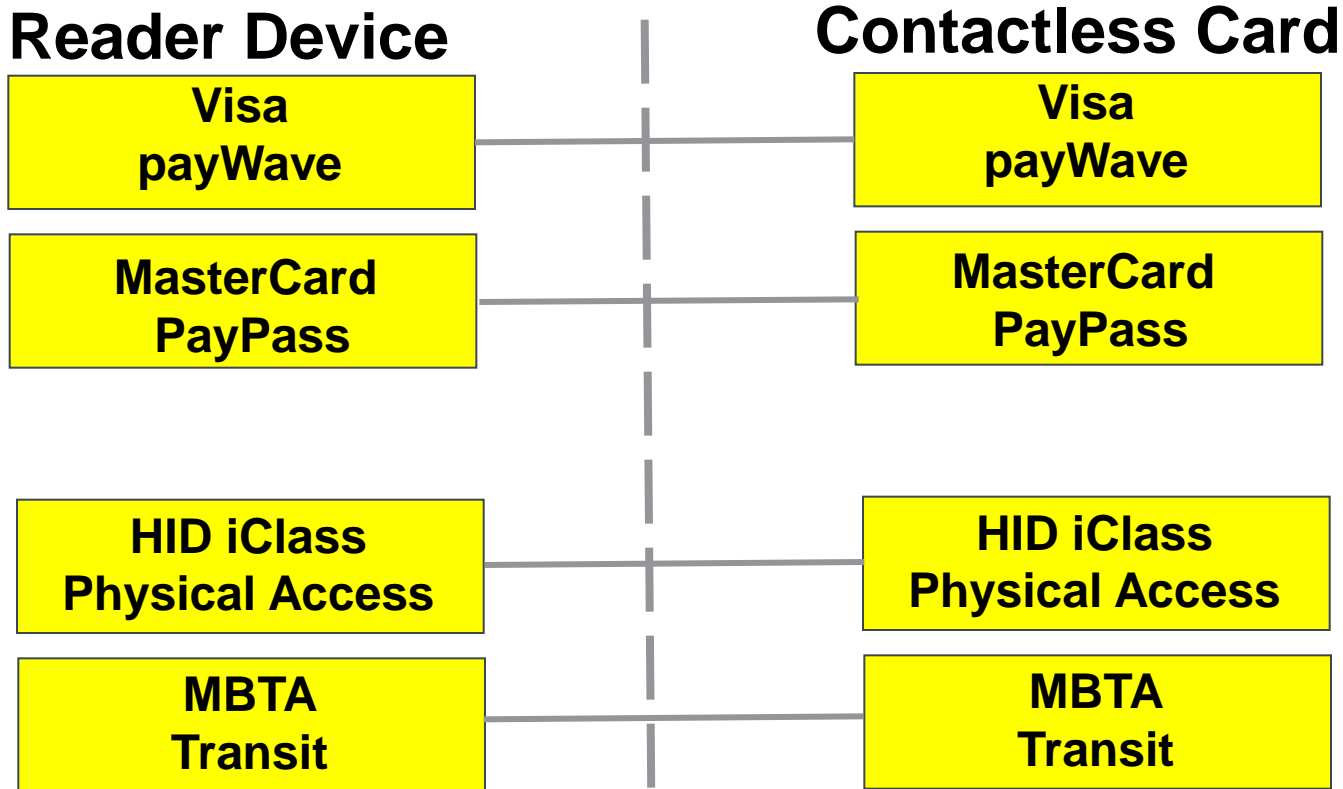 Reader Device
Contactless Card
Visa
payWave
Visa
payWave
MasterCard
PayPass
MasterCard
PayPass
HID iClass
Physical Access
HID iClass
Physical Access
MBTA
Transit
MBTA
Transit